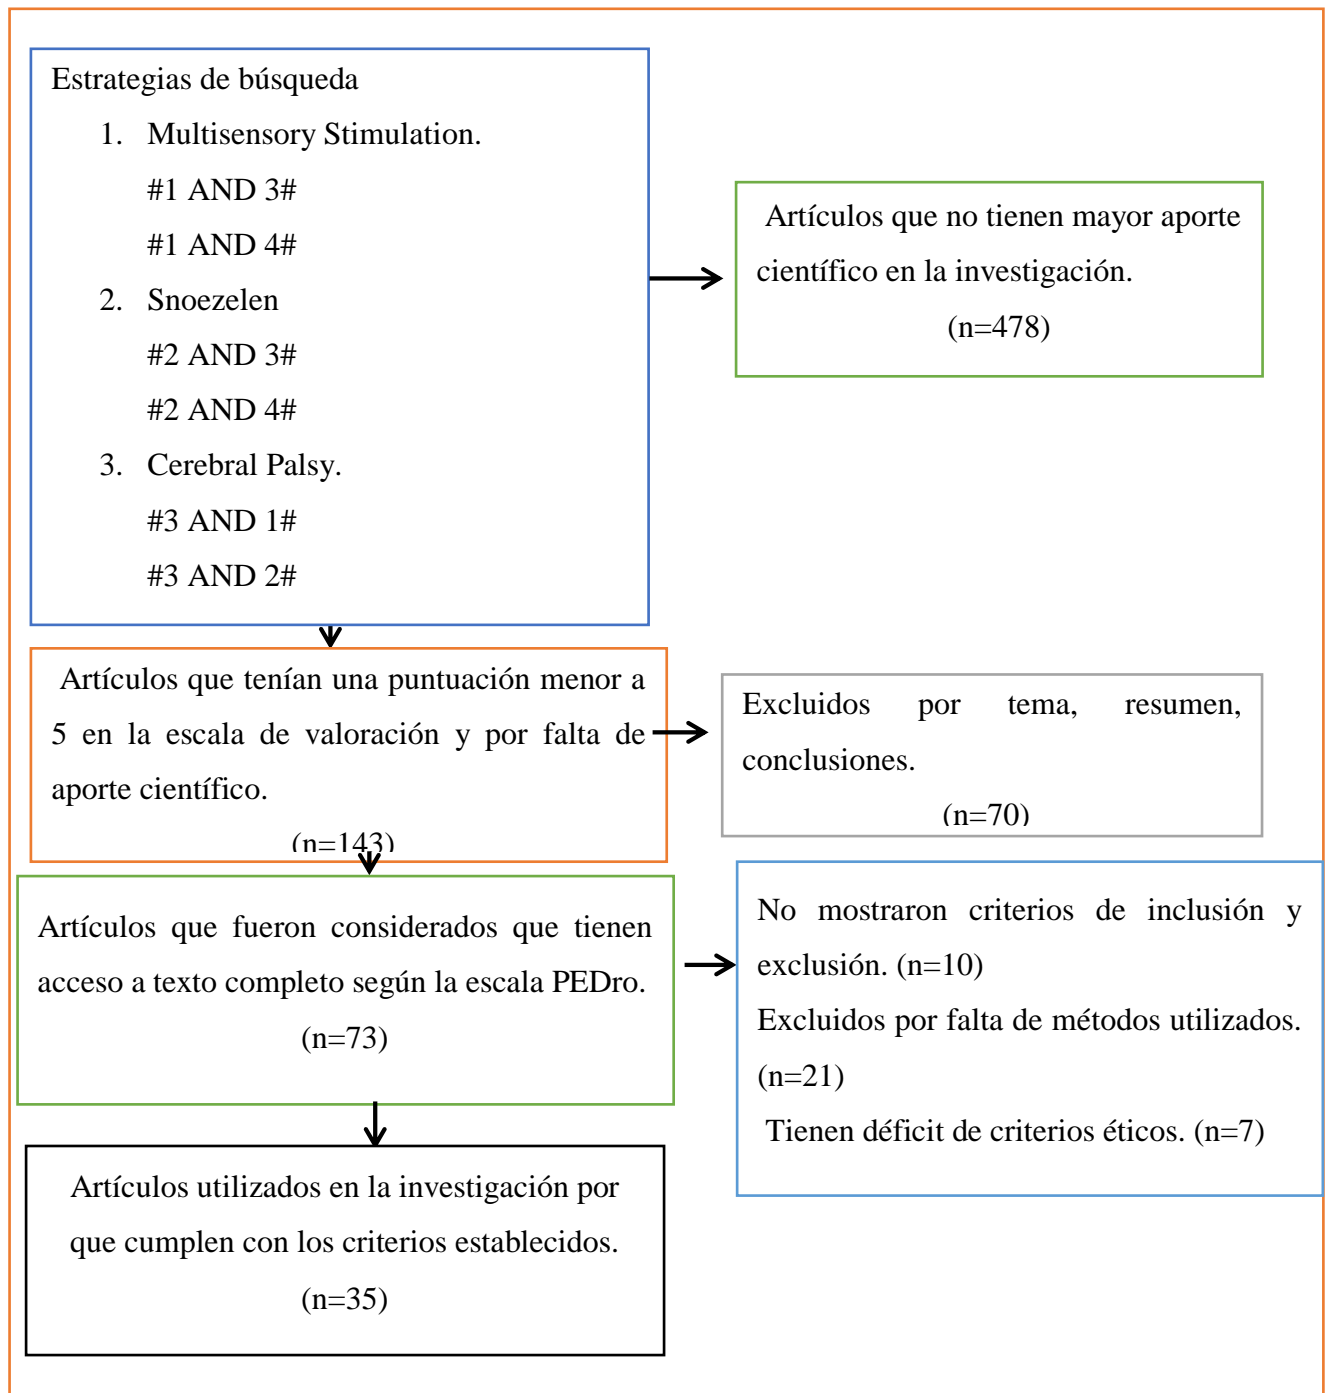 Estrategias de búsqueda
1. Multisensory Stimulation.
#1 AND 3#
#1 AND 4#
2. Snoezelen
#2 AND 3#
#2 AND 4#
3. Cerebral Palsy.
#3 AND 1#
#3 AND 2#
Artículos que no tienen mayor aporte
científico en la investigación.
(n=478)
Artículos que tenían una puntuación menor a
5 en la escala de valoración y por falta de
aporte científico.
(n=143)
Excluidos por tema, resumen,
conclusiones.
(n=70)
Artículos que fueron considerados que tienen
acceso a texto completo según la escala PEDro.
(n=73)
No mostraron criterios de inclusión y
exclusión. (n=10)
Excluidos por falta de métodos utilizados.
(n=21)
Tienen déficit de criterios éticos. (n=7)
Artículos utilizados en la investigación por
que cumplen con los criterios establecidos.
(n=35)